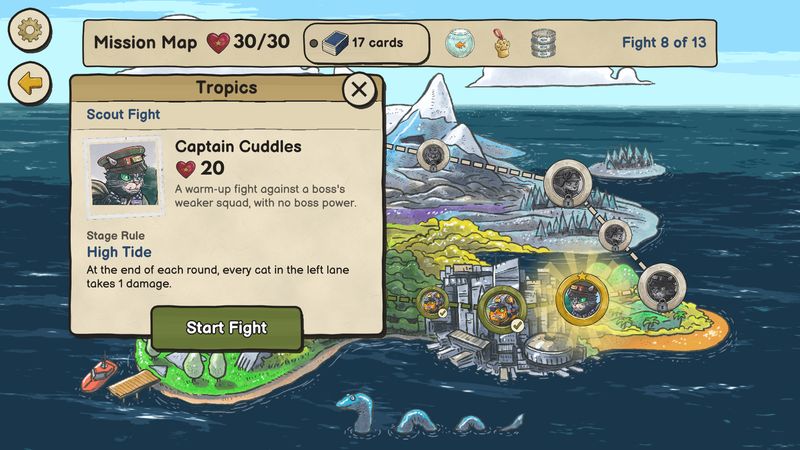 Mission Map 30/30
17 cards
Fight 8 of 13
Tropics
Scout Fight
Captain Cuddles
20
A warm-up fight against a boss's
weaker squad, with no boss power.
Stage Rule
High Tide
At the end of each round, every cat in the left lane
takes 1 damage.
Start Fight